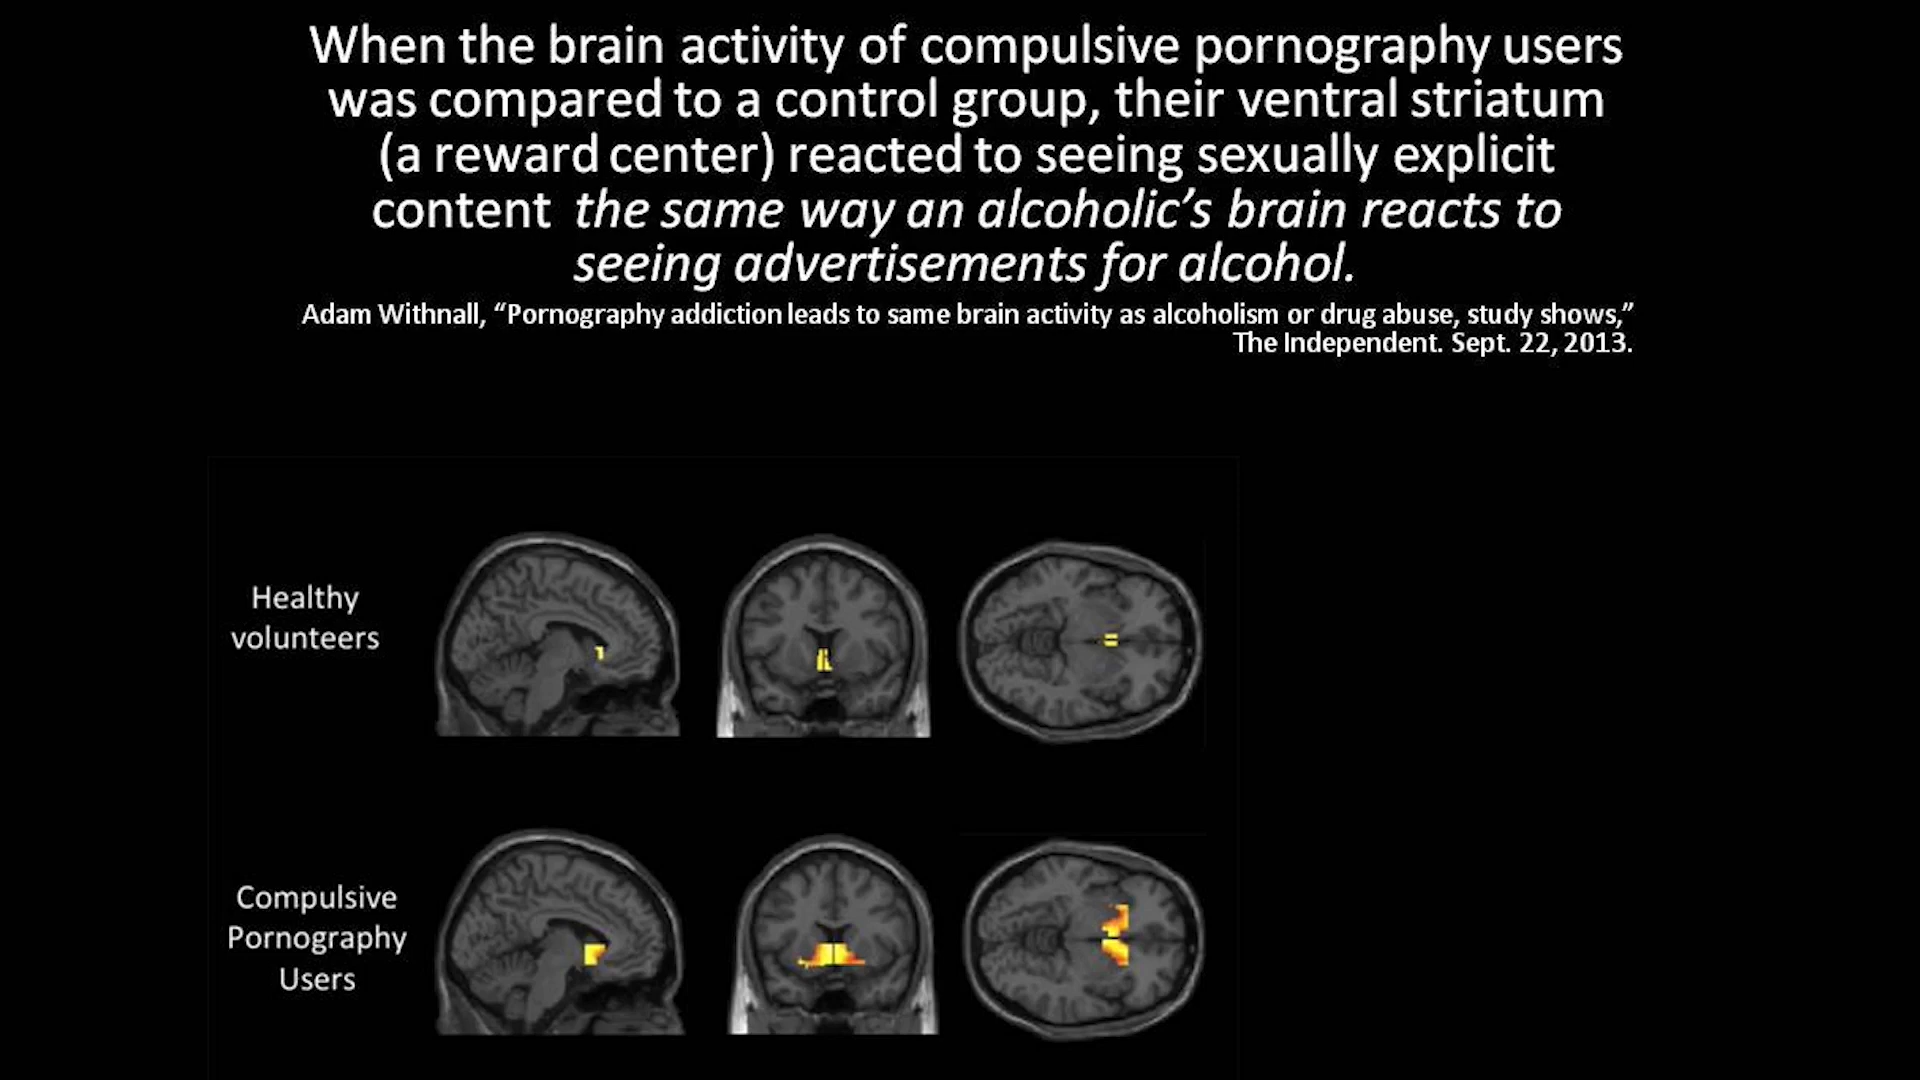 When the brain activity of compulsive pornography users
was compared to a control group, their ventral striatum
(a reward center) reacted to seeing sexually explicit
content the same way an alcoholic’s brain reacts to
seeing advertisements for alcohol.
Adam Withnall, “Pornography addiction leads to same brain activity as alcoholism or drug abuse, study shows,”
The Independent. Sept. 22, 2013.
Healthy
volunteers
Compulsive
Pornography
Users